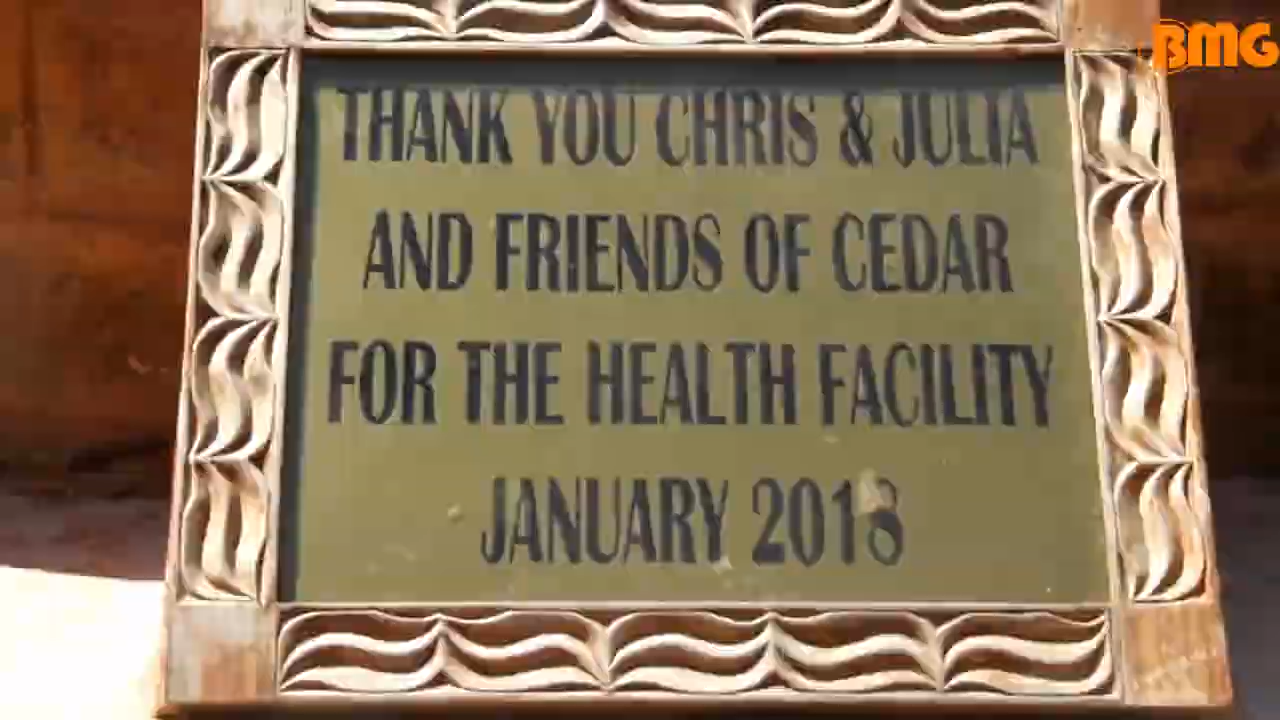 BMG
THANK YOU CHRIS & JULIA
AND FRIENDS OF CEDAR
FOR THE HEALTH FACILITY
JANUARY 2018